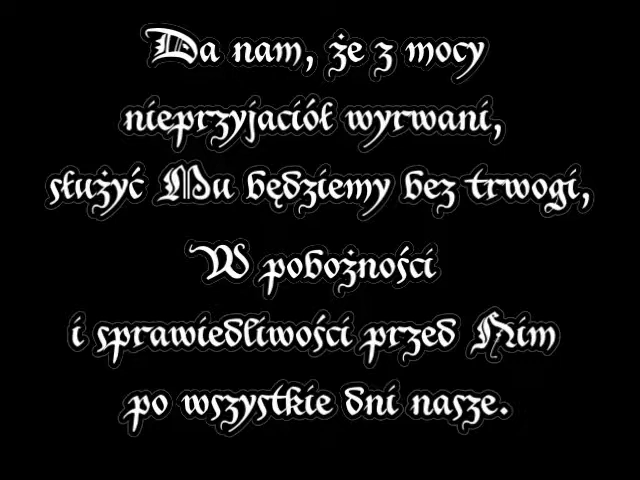 Da nam, że z mocy
nieprzyjaciół wyrwani,
służyć Mu będziemy bez trwogi,
W pobożności
i sprawiedliwości przed Nim
po wszystkie dni nasze.